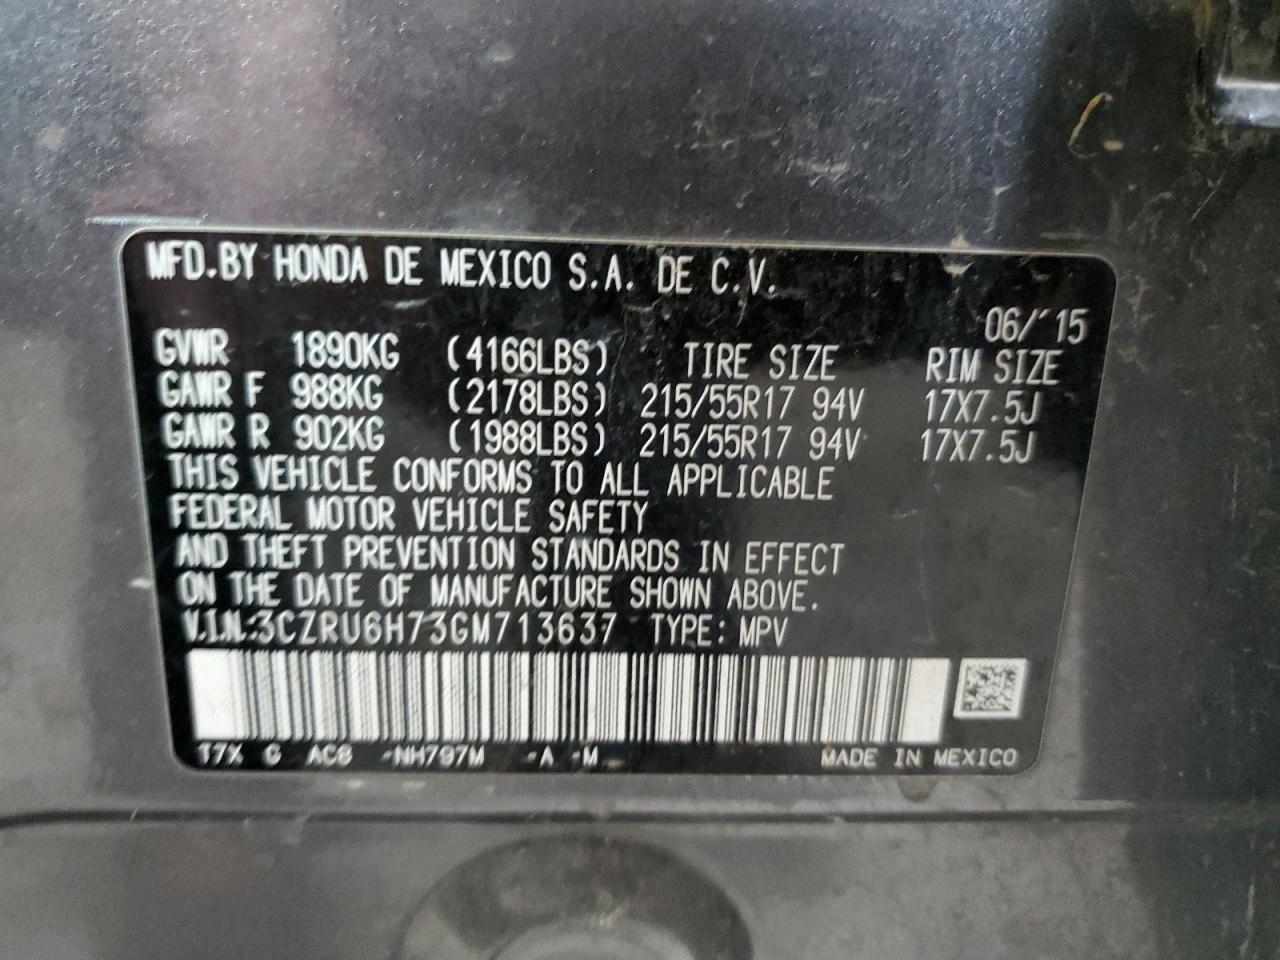 MFD.BY HONDA DE MEXICO S.A. DE C.V.
06/´15
GVWR 1890KG (4166LBS) TIRE SIZE RIM SIZE
GAWR F 988KG (2178LBS) 215/55R17 94V 17X7.5J
GAWR R 902KG (1988LBS) 215/55R17 94V 17X7.5J
THIS VEHICLE CONFORMS TO ALL APPLICABLE
FEDERAL MOTOR VEHICLE SAFETY
AND THEFT PREVENTION STANDARDS IN EFFECT
ON THE DATE OF MANUFACTURE SHOWN ABOVE.
V.I.N.:3CZRU6H73GM713637 TYPE: MPV
T7X G AC8 -NH797M -A -M MADE IN MEXICO